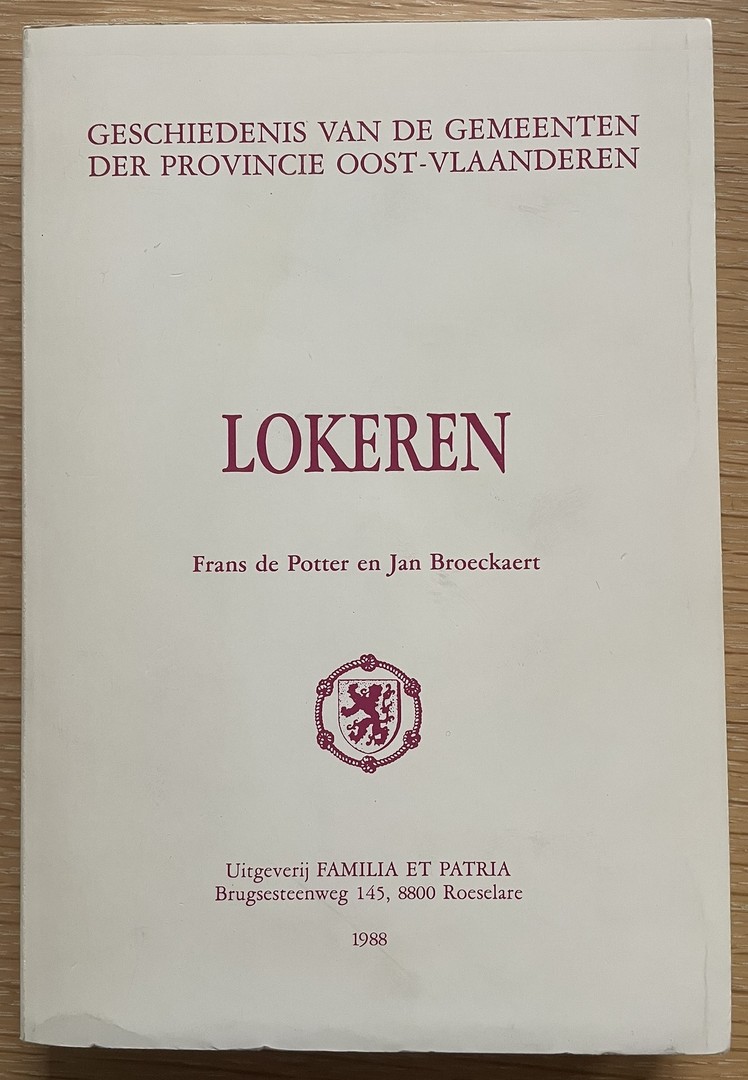 GESCHIEDENIS VAN DE GEMEENTEN
DER PROVINCIE OOST-VLAANDEREN
LOKEREN
Frans de Potter en Jan Broeckaert
Uitgeverij FAMILIA ET PATRIA
Brugsesteenweg 145, 8800 Roeselare
1988